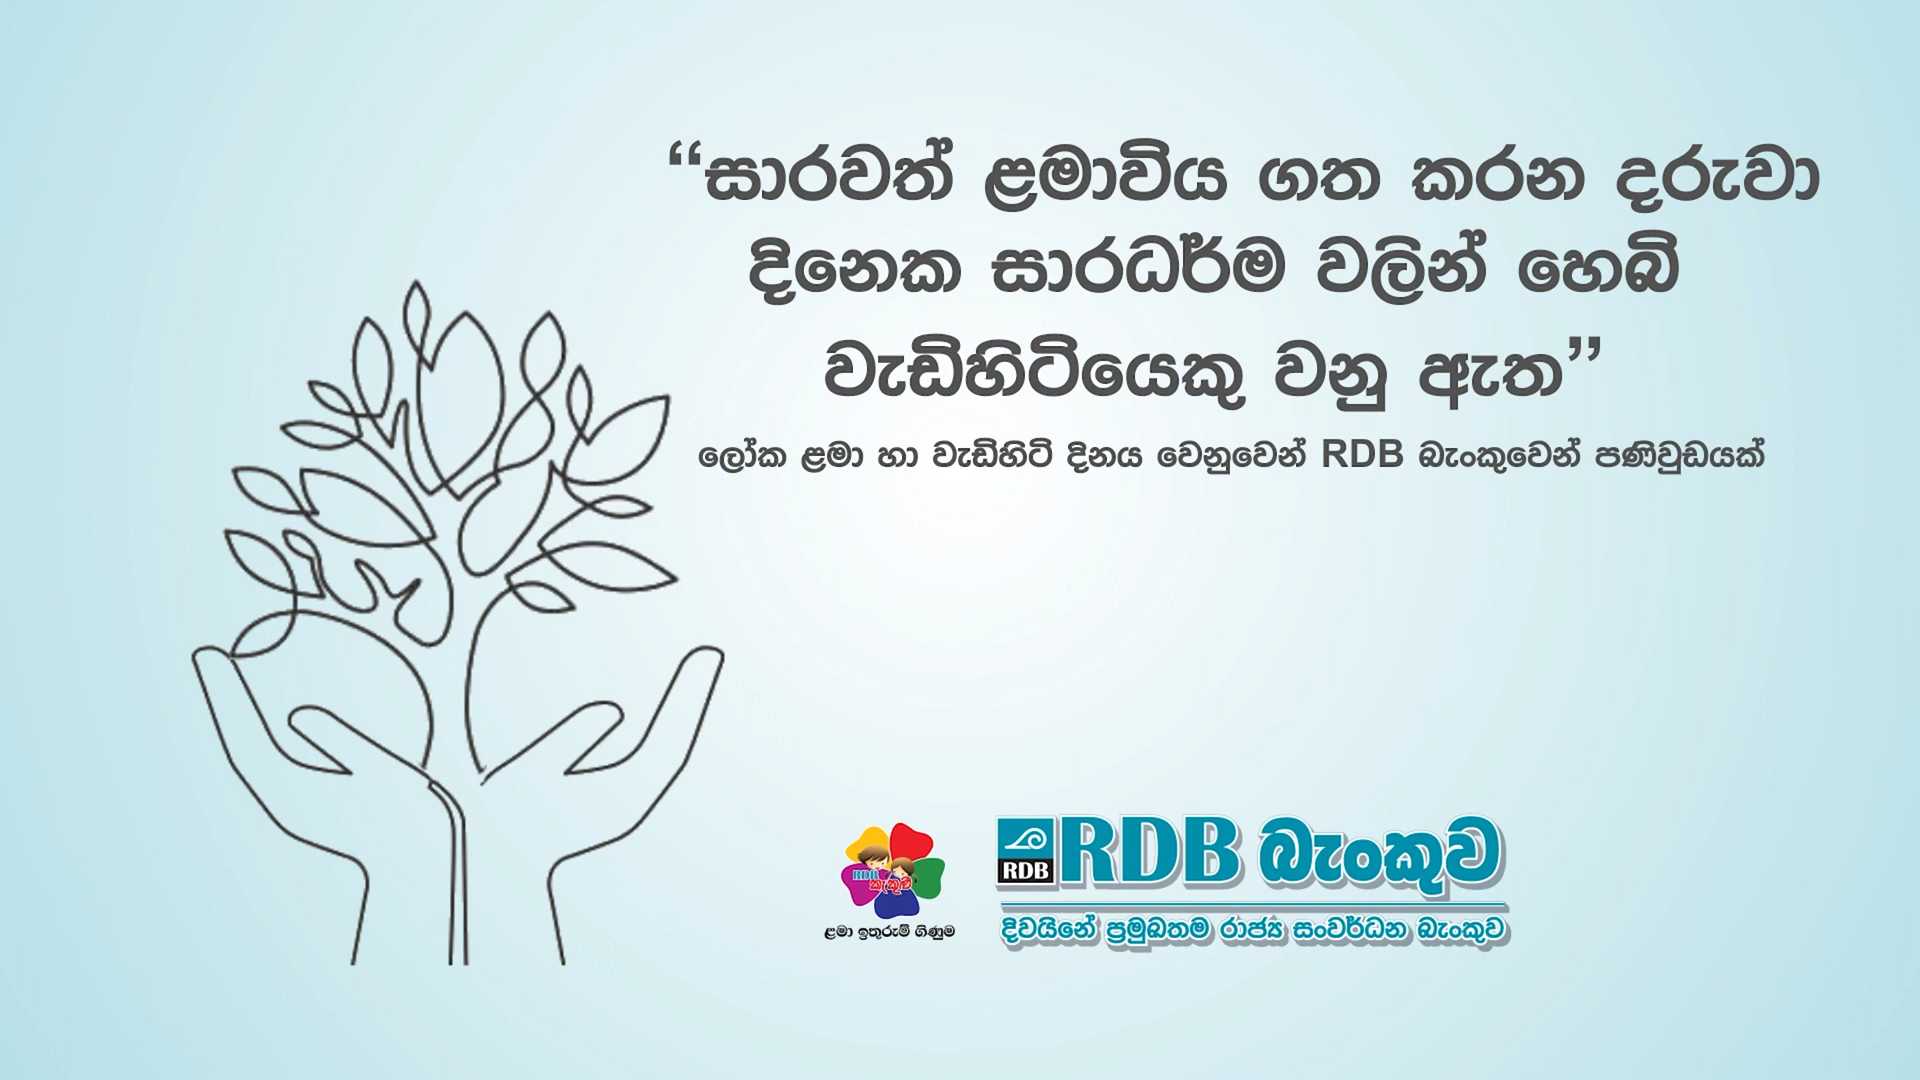 “සාරවත් ළමාවිය ගත කරන දරුවා
දිනෙක සාරධර්ම වලින් හෙබි
වැඩිහිටියෙකු වනු ඇත”
ලෝක ළමා හා වැඩිහිටි දිනය වෙනුවෙන් RDB බැංකුවෙන් පණිවුඩයක්
RDB
කැකුළු
ළමා ඉතුරුම් ගිණුම
RDB
RDB බැංකුව
දිවයිනේ ප්‍රමුඛතම රාජ්‍ය සංවර්ධන බැංකුව